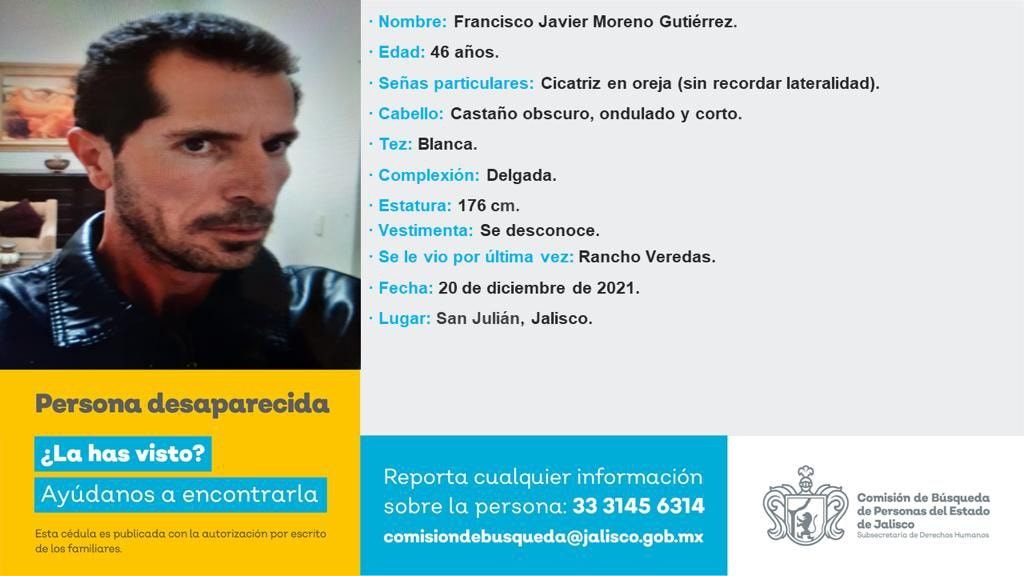 · Nombre: Francisco Javier Moreno Gutiérrez.
· Edad: 46 años.
· Señas particulares: Cicatriz en oreja (sin recordar lateralidad).
· Cabello: Castaño obscuro, ondulado y corto.
· Tez: Blanca.
· Complexión: Delgada.
· Estatura: 176 cm.
· Vestimenta: Se desconoce.
· Se le vio por última vez: Rancho Veredas.
· Fecha: 20 de diciembre de 2021.
· Lugar: San Julián, Jalisco.
Persona desaparecida
¿La has visto?
Ayúdanos a encontrarla
Esta cédula es publicada con la autorización por escrito
de los familiares.
Reporta cualquier información
sobre la persona: 33 3145 6314
comisiondebusqueda@jalisco.gob.mx
Comisión de Búsqueda
de Personas del Estado
de Jalisco
Subsecretaría de Derechos Humanos